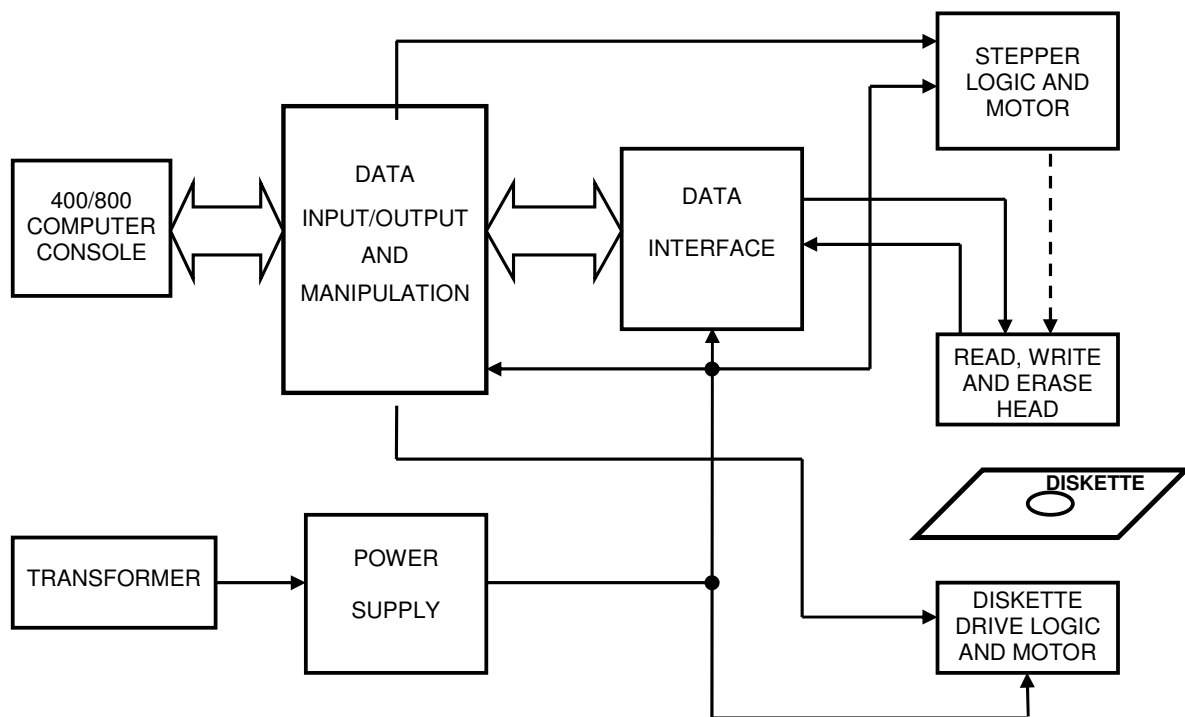 STEPPER
LOGIC AND
MOTOR
400/800
COMPUTER
CONSOLE
DATA
INPUT/OUTPUT
AND
MANIPULATION
DATA
INTERFACE
READ, WRITE
AND ERASE
HEAD
DISKETTE
TRANSFORMER
POWER
SUPPLY
DISKETTE
DRIVE LOGIC
AND MOTOR